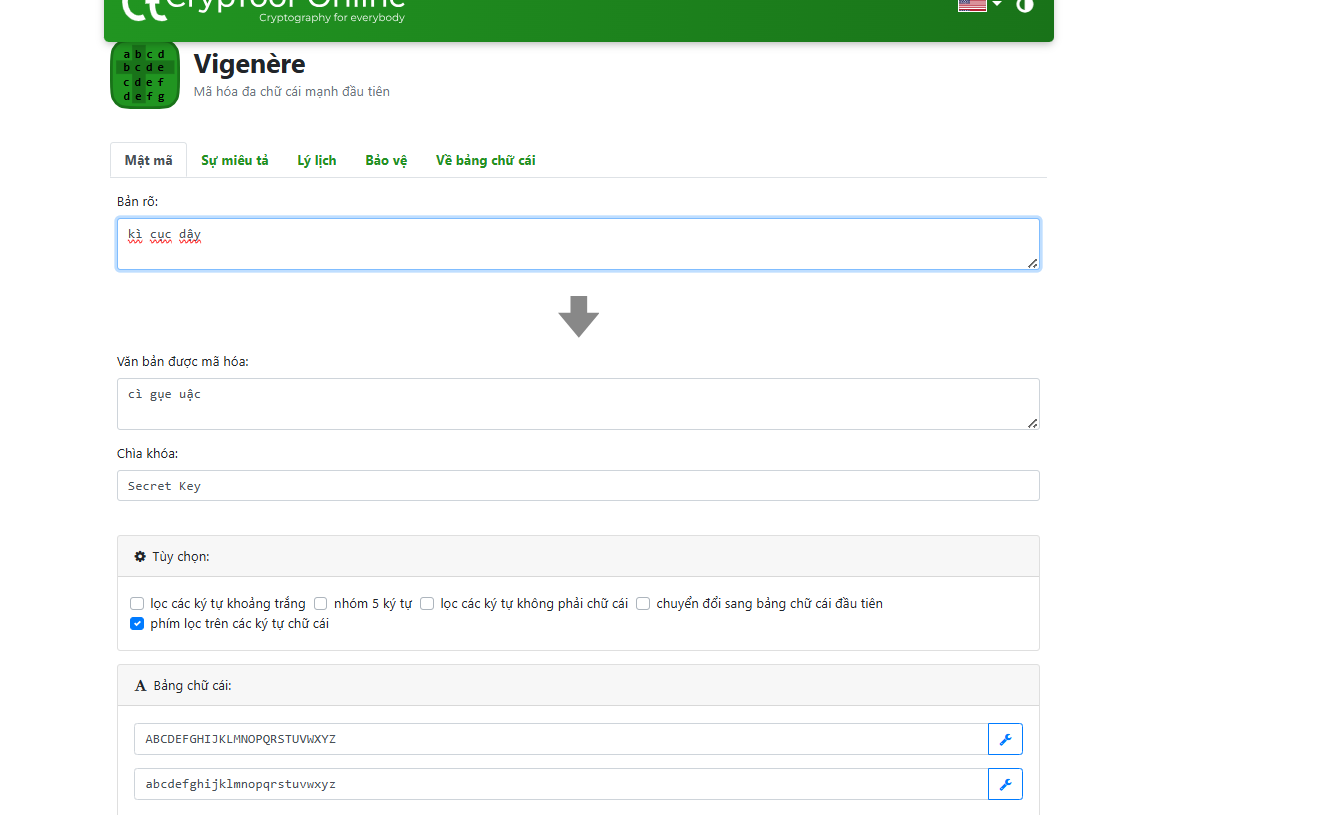 CrypTool-Online
Cryptography for everybody
a b c d
b c d e
c d e f
d e f g
Vigenère
Mã hóa đa chữ cái mạnh đầu tiên
Mật mã Sự miêu tả Lý lịch Bảo vệ Về bảng chữ cái
Bản rõ:
kì cục dậy
Văn bản được mã hóa:
cì gụe uậc
Chìa khóa:
Secret Key
Tùy chọn:
lọc các ký tự khoảng trắng nhóm 5 ký tự lọc các ký tự không phải chữ cái chuyển đổi sang bảng chữ cái đầu tiên
phím lọc trên các ký tự chữ cái
A Bảng chữ cái:
ABCDEFGHIJKLMNOPQRSTUVWXYZ
abcdefghijklmnopqrstuvwxyz